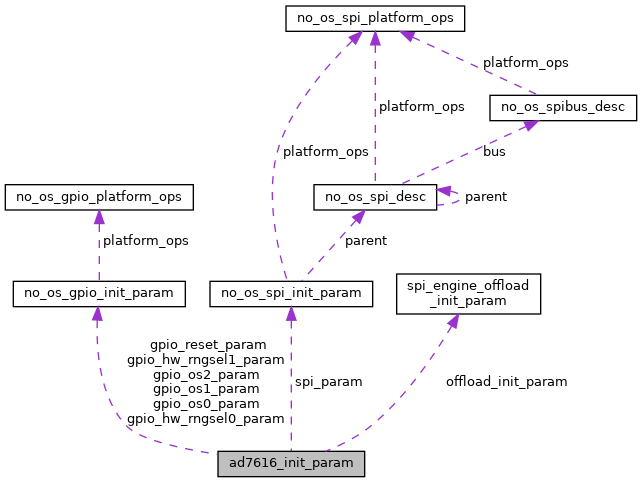 no_os_spi_platform_ops
platform_ops
no_os_spibus_desc
platform_ops
platform_ops
bus
no_os_gpio_platform_ops
no_os_spi_desc
parent
platform_ops
parent
no_os_gpio_init_param
no_os_spi_init_param
spi_engine_offload
_init_param
gpio_reset_param
gpio_hw_rngsel1_param
gpio_os2_param
gpio_os1_param
gpio_os0_param
gpio_hw_rngsel0_param
spi_param
offload_init_param
ad7616_init_param